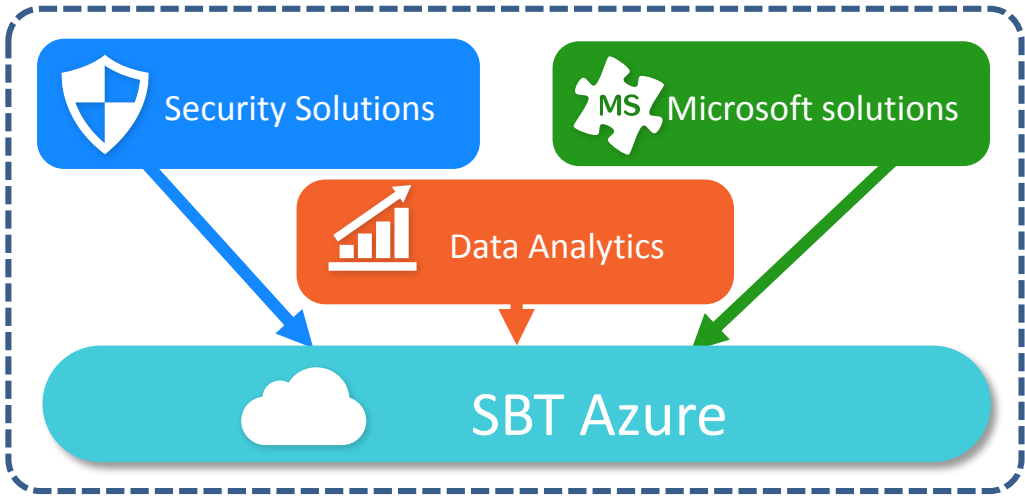 Security Solutions
MS
Microsoft solutions
Data Analytics
SBT Azure